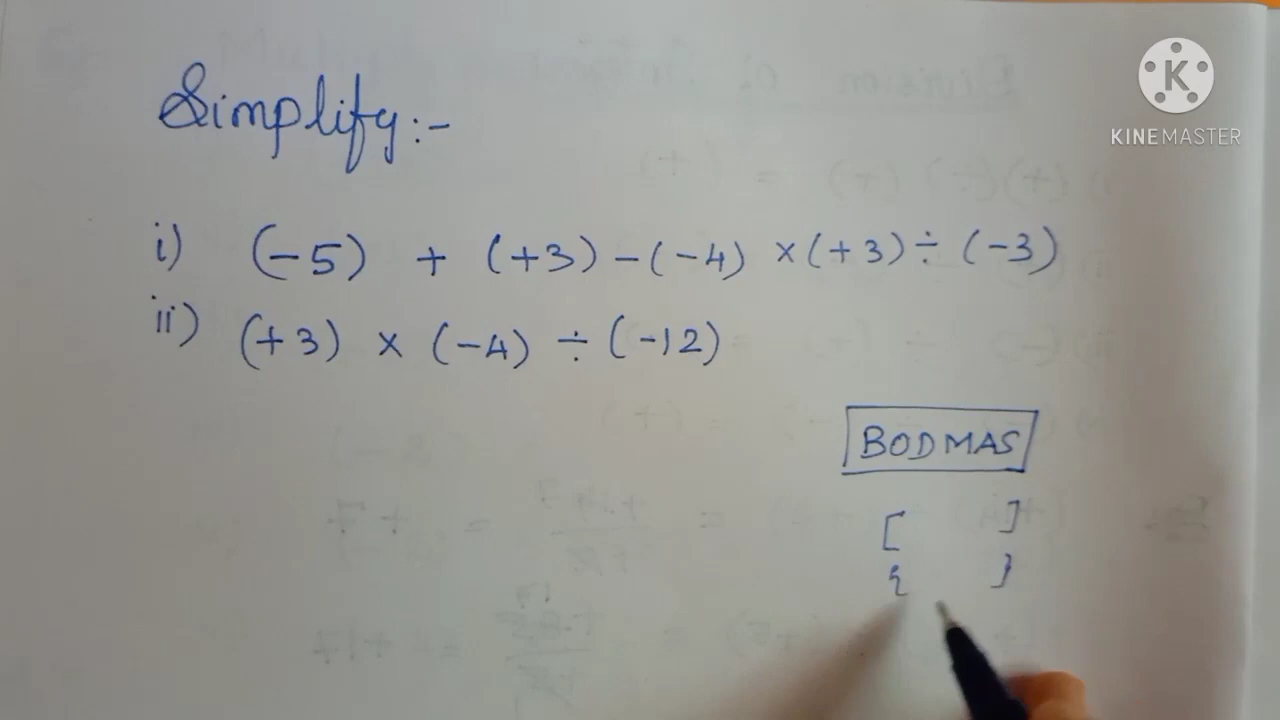 Simplify:-
K
KINEMASTER
i) (-5) + (+3) - (-4) × (+3) ÷ (-3)
ii) (+3) × (-4) ÷ (-12)
BODMAS
[ ]
{ }